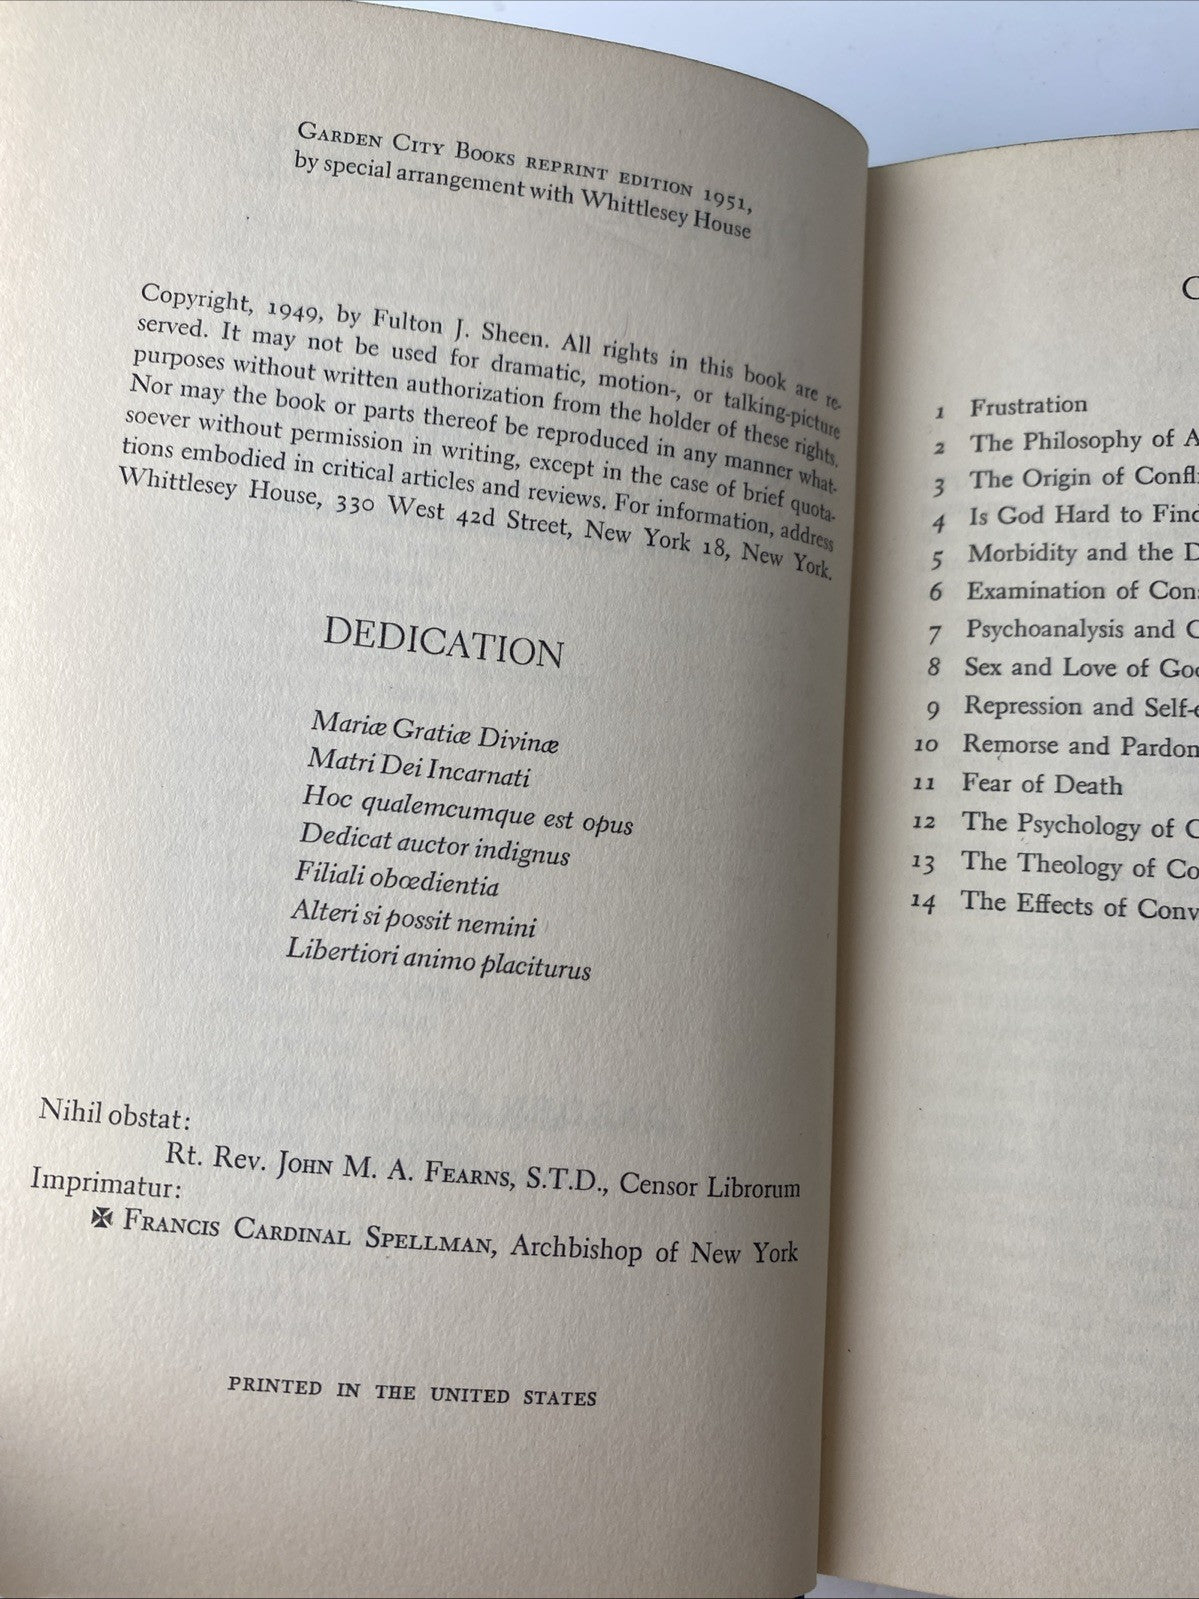 Garden City Books reprint edition 1951,
by special arrangement with Whittlesey House
Copyright, 1949, by Fulton J. Sheen. All rights in this book are re-
served. It may not be used for dramatic, motion-, or talking-picture
purposes without written authorization from the holder of these rights.
Nor may the book or parts thereof be reproduced in any manner what-
soever without permission in writing, except in the case of brief quota-
tions embodied in critical articles and reviews. For information, address
Whittlesey House, 330 West 42d Street, New York 18, New York.
DEDICATION
Mariæ Gratiæ Divinæ
Matri Dei Incarnati
Hoc qualemcumque est opus
Dedicat auctor indignus
Filiali obœdientia
Alteri si possit nemini
Libertiori animo placiturus
Nihil obstat:
Rt. Rev. John M. A. Fearns, S.T.D., Censor Librorum
Imprimatur:
✠ Francis Cardinal Spellman, Archbishop of New York
PRINTED IN THE UNITED STATES
C
1 Frustration
2 The Philosophy of A
3 The Origin of Confl
4 Is God Hard to Find
5 Morbidity and the D
6 Examination of Cons
7 Psychoanalysis and C
8 Sex and Love of God
9 Repression and Self-e
10 Remorse and Pardon
11 Fear of Death
12 The Psychology of C
13 The Theology of Co
14 The Effects of Conv